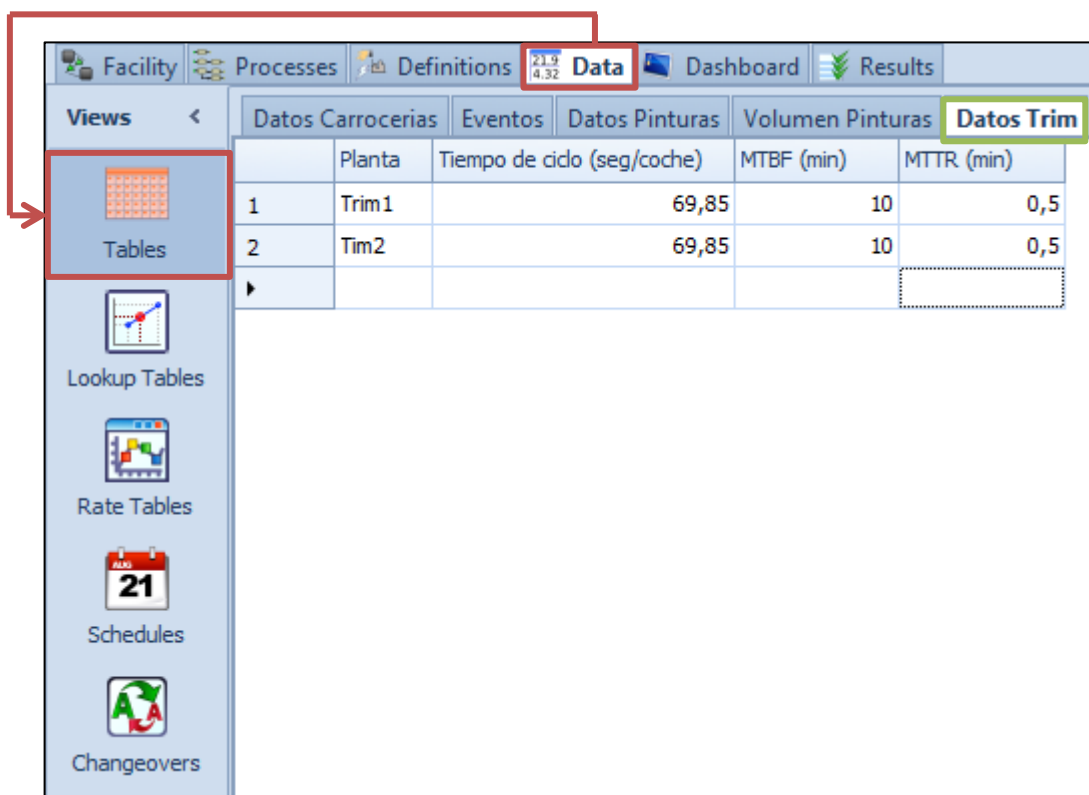 Facility Processes Definitions 21.9 4.32 Data Dashboard Results
Views < Datos Carrocerias Eventos Datos Pinturas Volumen Pinturas Datos Trim
Planta Tiempo de ciclo (seg/coche) MTBF (min) MTTR (min)
1 Trim1 69,85 10 0,5
2 Tim2 69,85 10 0,5
Tables
Lookup Tables
Rate Tables
AUG
21
Schedules
A A
Changeovers